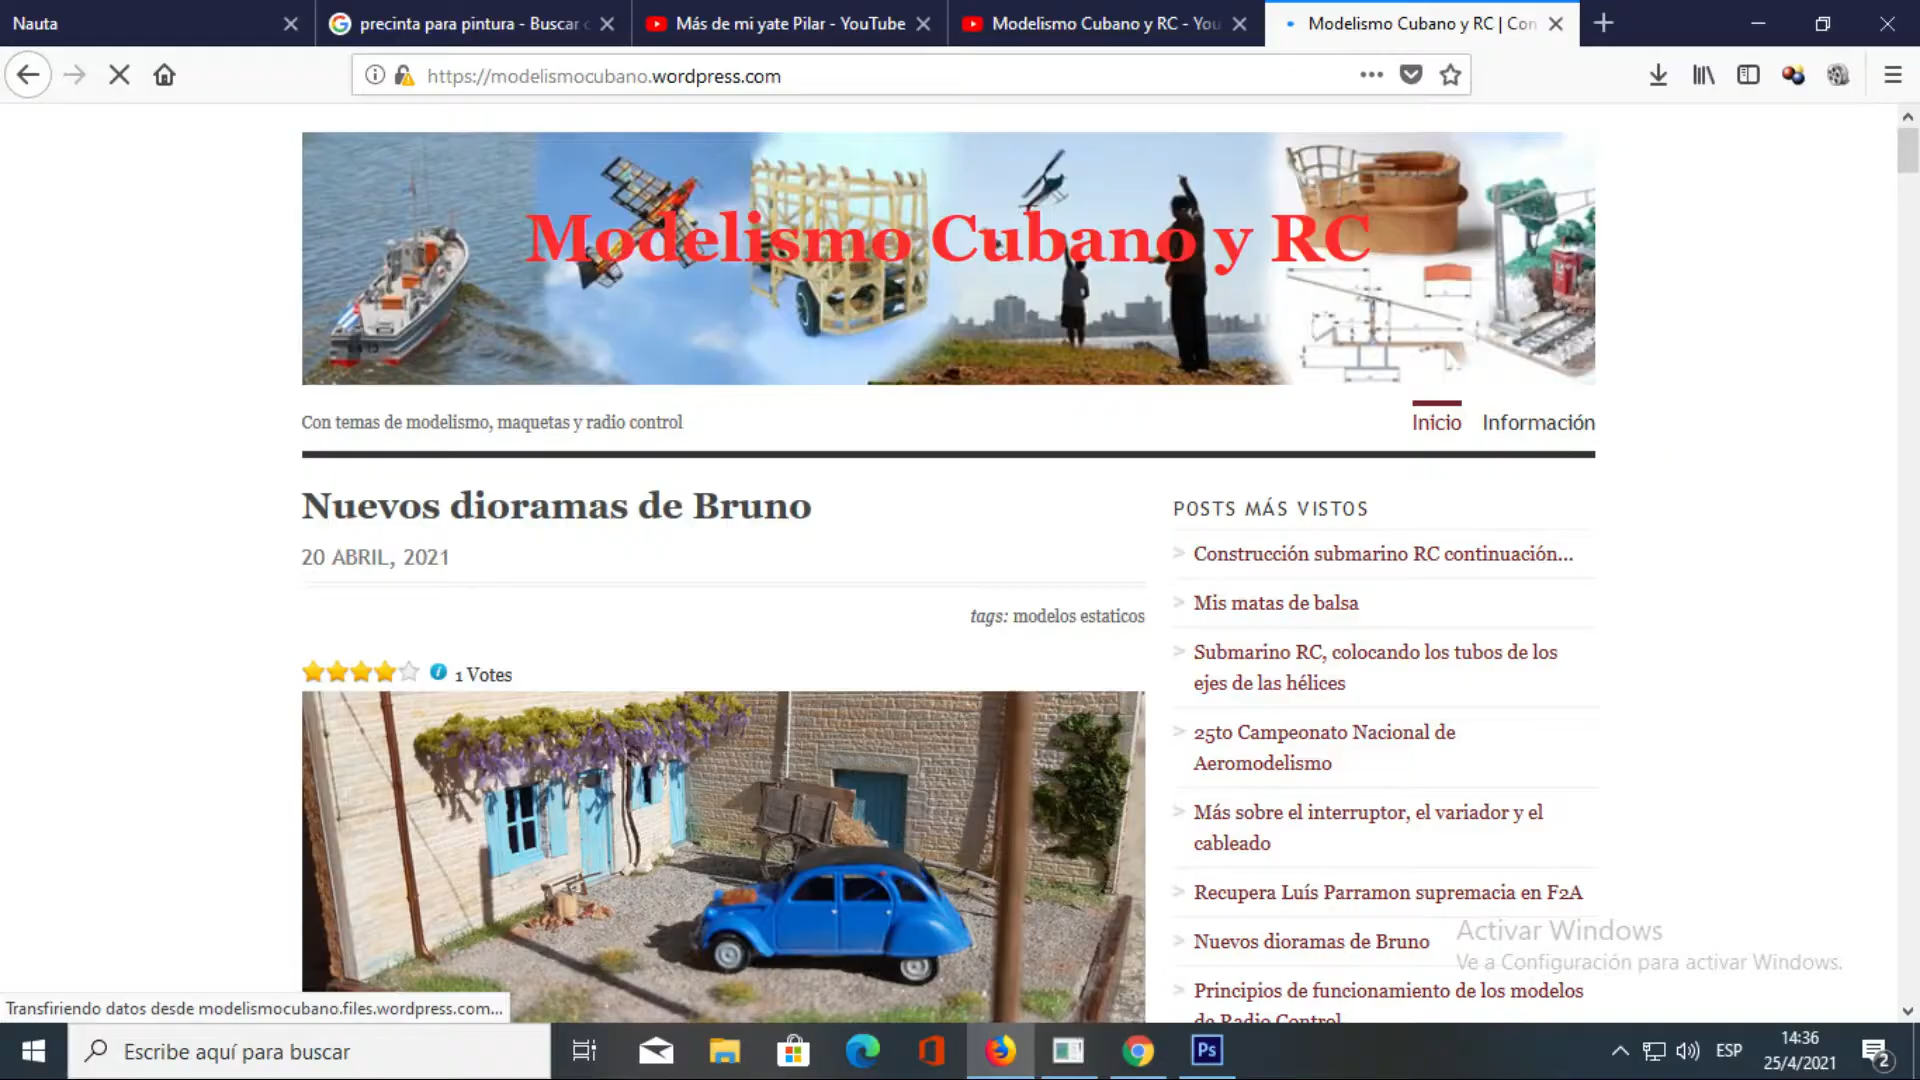 Nauta
precinta para pintura - Buscar c
Más de mi yate Pilar - YouTube
Modelismo Cubano y RC - You
Modelismo Cubano y RC | Con
https://modelismocubano.wordpress.com
Modelismo Cubano y RC
Con temas de modelismo, maquetas y radio control
Inicio
Información
Nuevos dioramas de Bruno
20 ABRIL, 2021
tags: modelos estaticos
1 Votes
POSTS MÁS VISTOS
Construcción submarino RC continuación...
Mis matas de balsa
Submarino RC, colocando los tubos de los
ejes de las hélices
25to Campeonato Nacional de
Aeromodelismo
Más sobre el interruptor, el variador y el
cableado
Recupera Luís Parramon supremacia en F2A
Nuevos dioramas de Bruno
Principios de funcionamiento de los modelos
de Radio Control
Activar Windows
Ve a Configuración para activar Windows.
Transfiriendo datos desde modelismocubano.files.wordpress.com...
Escribe aquí para buscar
Ps
ESP
14:36
25/4/2021
2